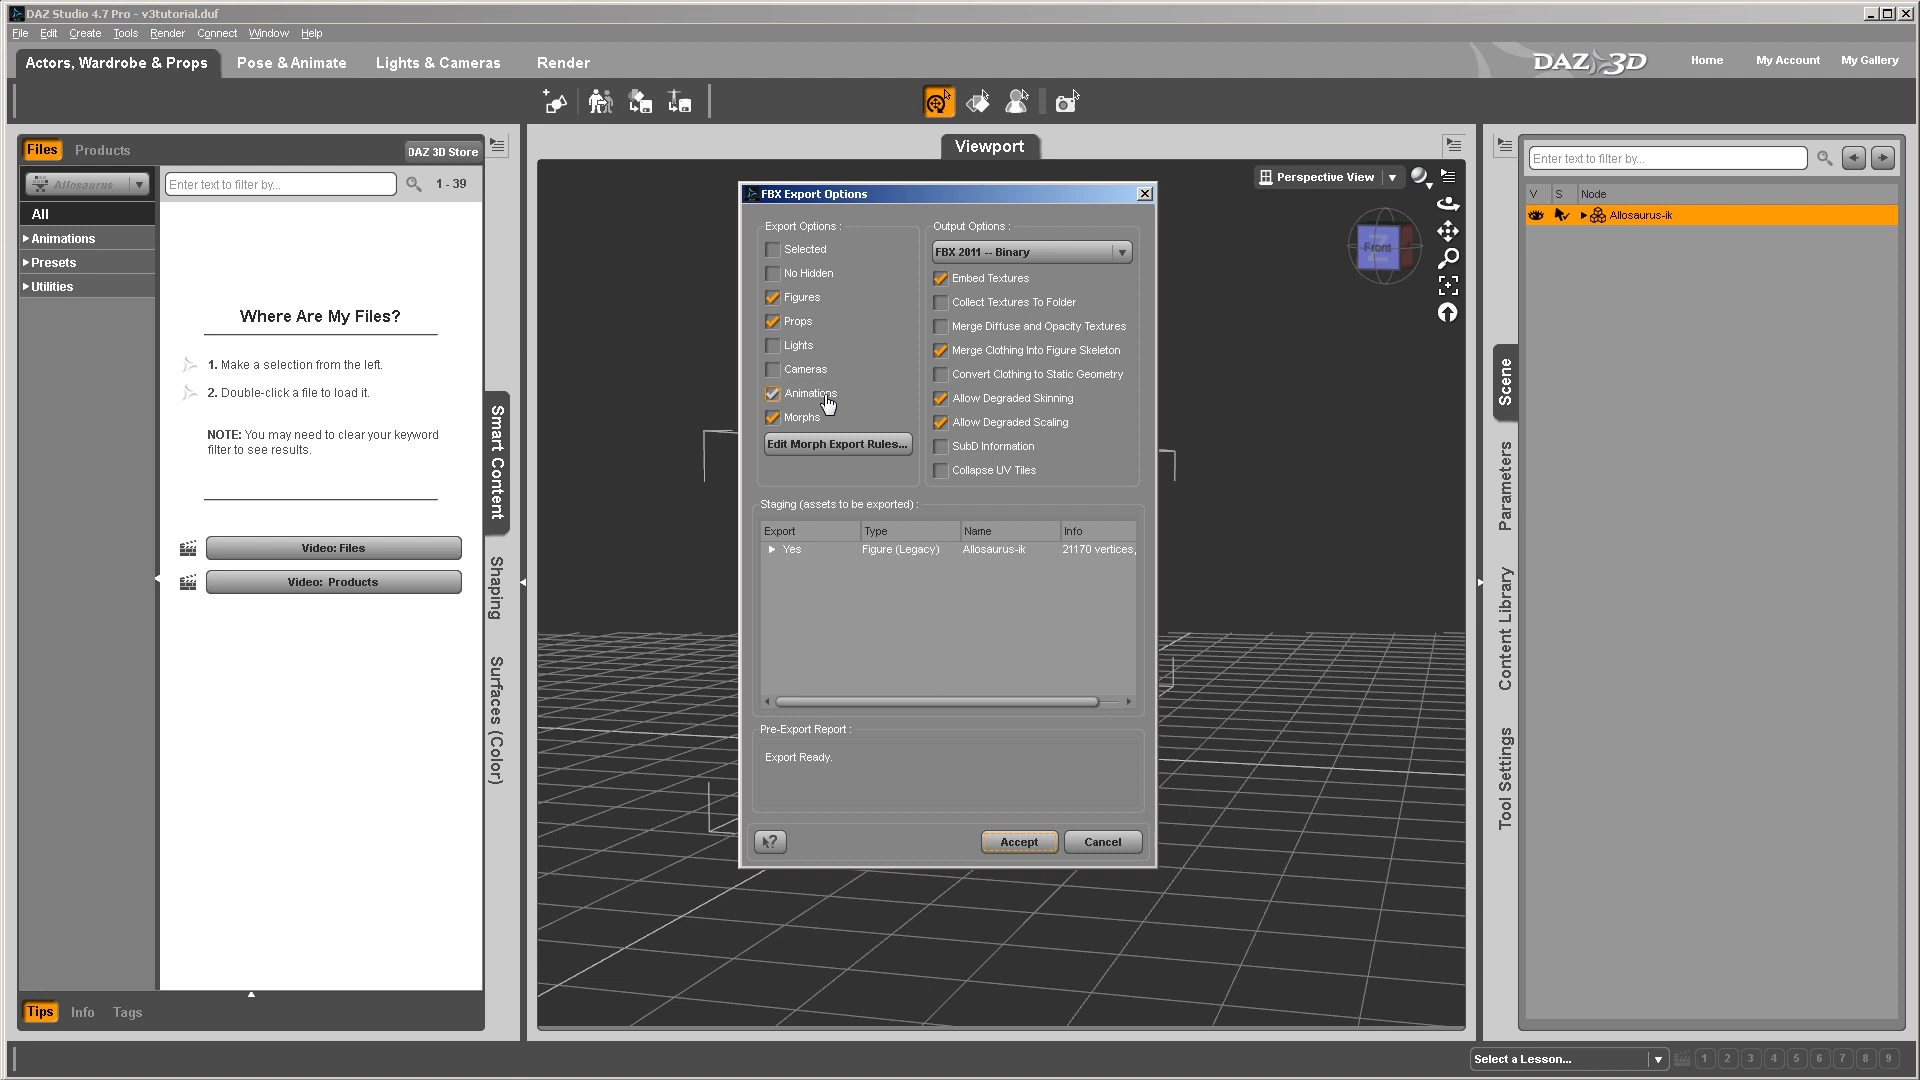 DAZ Studio 4.7 Pro - v3tutorial.duf
File Edit Create Tools Render Connect Window Help
Actors, Wardrobe & Props Pose & Animate Lights & Cameras Render
DAZ 3D
Home My Account My Gallery
Files Products DAZ 3D Store
Allosaurus
Enter text to filter by...
1 - 39
All
Animations
Presets
Utilities
Where Are My Files?
1. Make a selection from the left.
2. Double-click a file to load it.
NOTE: You may need to clear your keyword
filter to see results.
Video: Files
Video: Products
Tips Info Tags
Smart Content
Shaping
Surfaces (Color)
Viewport
Perspective View
Front
FBX Export Options
Export Options :
Selected
No Hidden
Figures
Props
Lights
Cameras
Animations
Morphs
Edit Morph Export Rules...
Output Options :
FBX 2011 -- Binary
Embed Textures
Collect Textures To Folder
Merge Diffuse and Opacity Textures
Merge Clothing Into Figure Skeleton
Convert Clothing to Static Geometry
Allow Degraded Skinning
Allow Degraded Scaling
SubD Information
Collapse UV Tiles
Staging (assets to be exported) :
Export Type Name Info
Yes Figure (Legacy) Allosaurus-ik 21170 vertices,
Pre-Export Report :
Export Ready.
? Accept Cancel
Scene
Parameters
Content Library
Tool Settings
Enter text to filter by...
V S Node
Allosaurus-ik
Select a Lesson...
1 2 3 4 5 6 7 8 9